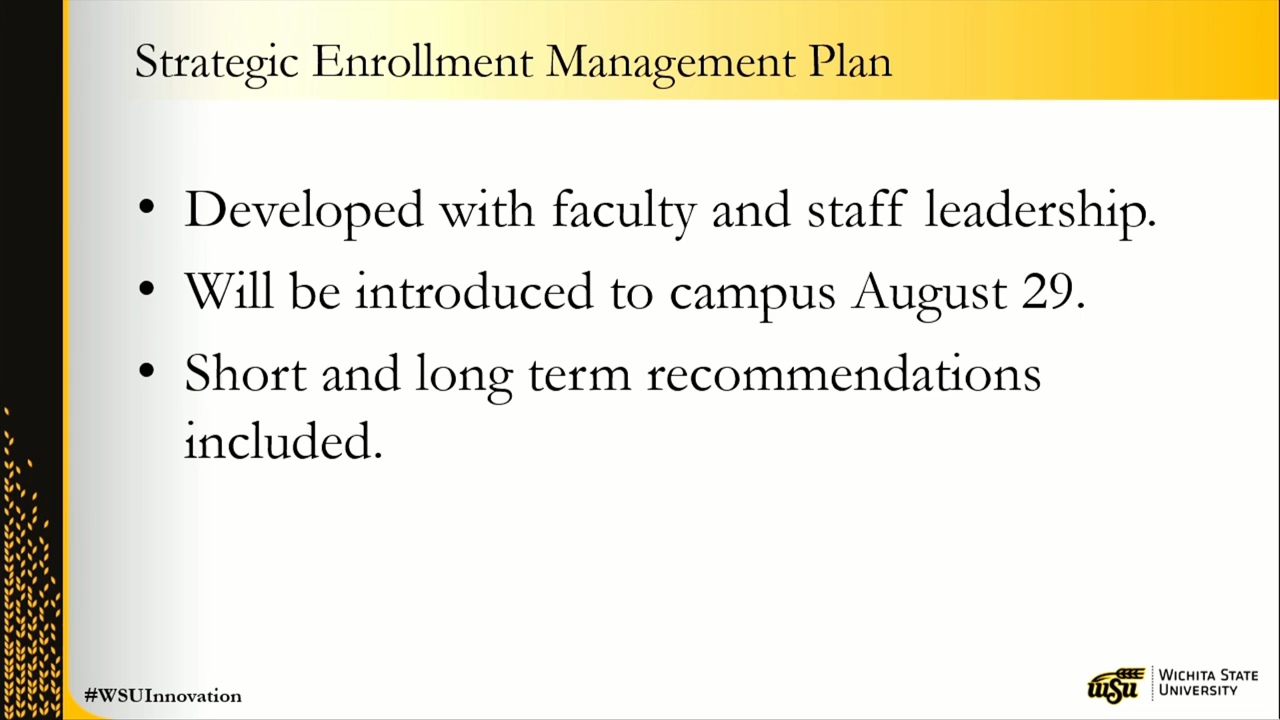 Strategic Enrollment Management Plan
• Developed with faculty and staff leadership.
• Will be introduced to campus August 29.
• Short and long term recommendations
included.
#WSUInnovation
wsu
WICHITA STATE
UNIVERSITY